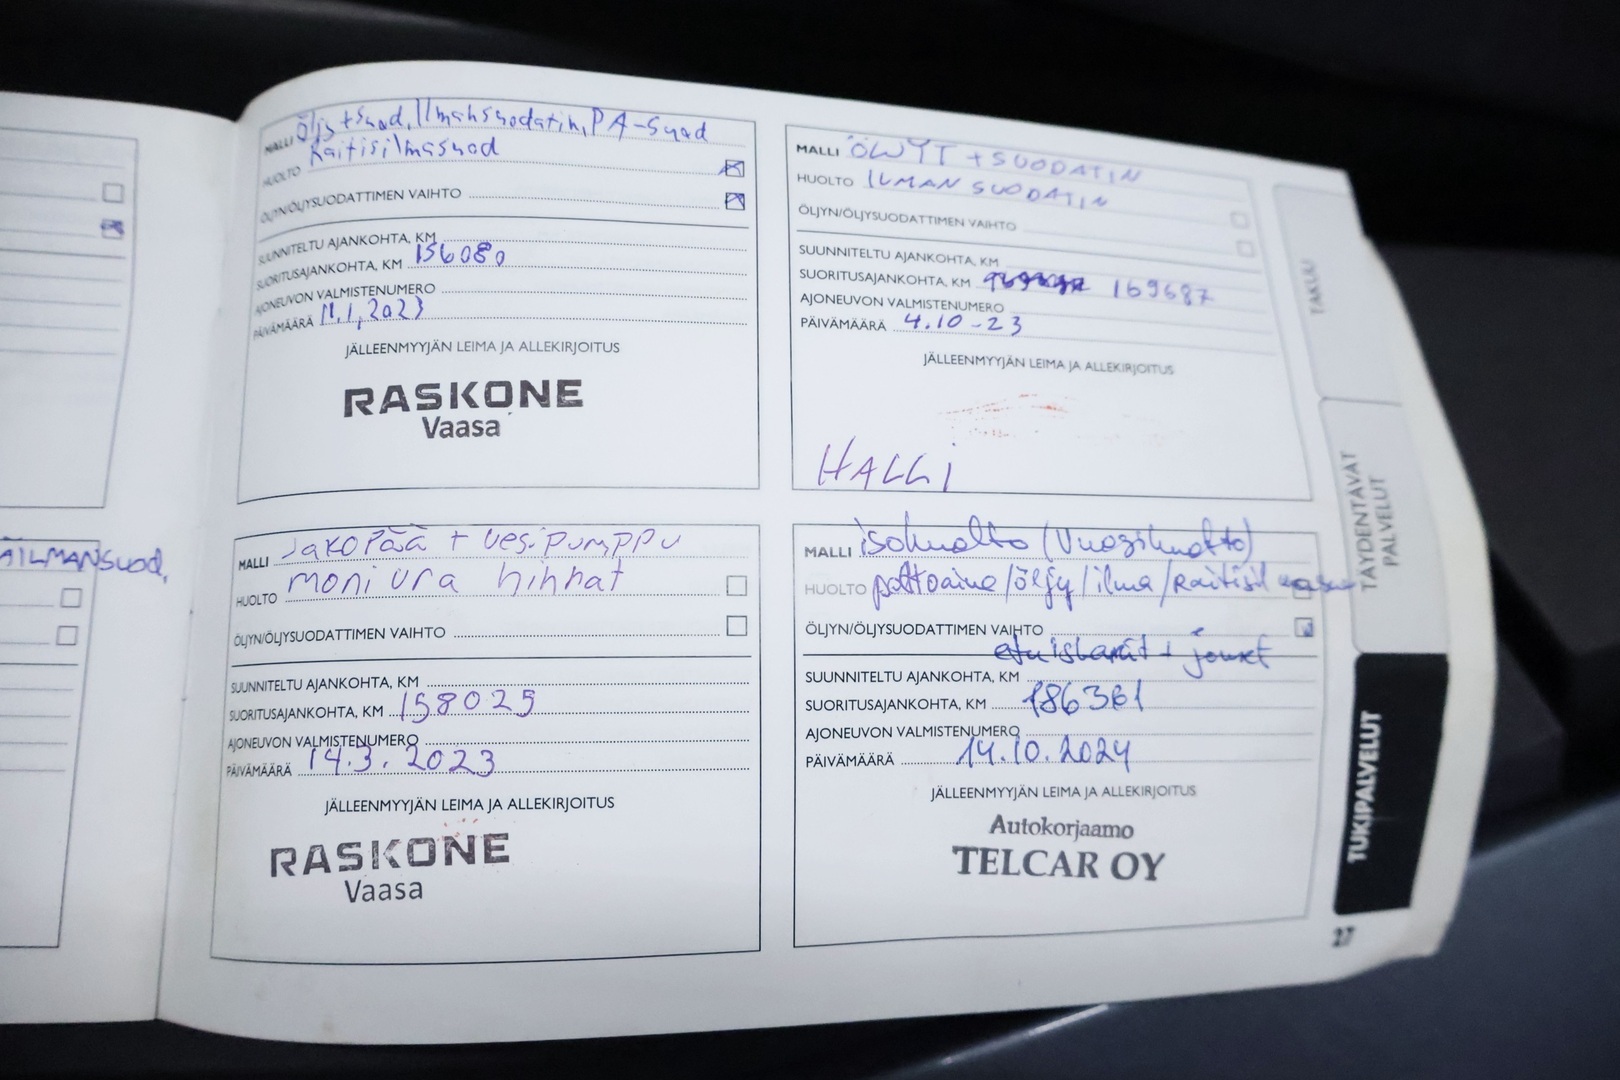 ÄILMANSUOD,
MALLI Öljy+suod, Ilmansuodatin, PA-suod
HUOLTO Raitisilmasuod
ÖLJYN/ÖLJYSUODATTIMEN VAIHTO
SUUNNITELTU AJANKOHTA, KM
SUORITUSAJANKOHTA, KM 156080
AJONEUVON VALMISTENUMERO
PÄIVÄMÄÄRÄ 11.1.2023
JÄLLEENMYYJÄN LEIMA JA ALLEKIRJOITUS
RASKONE
Vaasa
MALLI ÖLJYT + SUODATIN
HUOLTO ILMAN SUODATIN
ÖLJYN/ÖLJYSUODATTIMEN VAIHTO
SUUNNITELTU AJANKOHTA, KM
SUORITUSAJANKOHTA, KM 169687
AJONEUVON VALMISTENUMERO
PÄIVÄMÄÄRÄ 4.10-23
JÄLLEENMYYJÄN LEIMA JA ALLEKIRJOITUS
HALLI
MALLI Jakopää + vesipumppu
HUOLTO moniura hihnat
ÖLJYN/ÖLJYSUODATTIMEN VAIHTO
SUUNNITELTU AJANKOHTA, KM
SUORITUSAJANKOHTA, KM 158025
AJONEUVON VALMISTENUMERO
PÄIVÄMÄÄRÄ 14.3.2023
JÄLLEENMYYJÄN LEIMA JA ALLEKIRJOITUS
RASKONE
Vaasa
MALLI isohuolto (Vuosihuolto)
HUOLTO polttoaine/öljy/ilma/raitisil
ÖLJYN/ÖLJYSUODATTIMEN VAIHTO
etuiskarit + jouset
SUUNNITELTU AJANKOHTA, KM
SUORITUSAJANKOHTA, KM 186361
AJONEUVON VALMISTENUMERO
PÄIVÄMÄÄRÄ 14.10.2024
JÄLLEENMYYJÄN LEIMA JA ALLEKIRJOITUS
Autokorjaamo
TELCAR OY
TAKUU
TÄYDENTÄVÄT
PALVELUT
TUKIPALVELUT
27